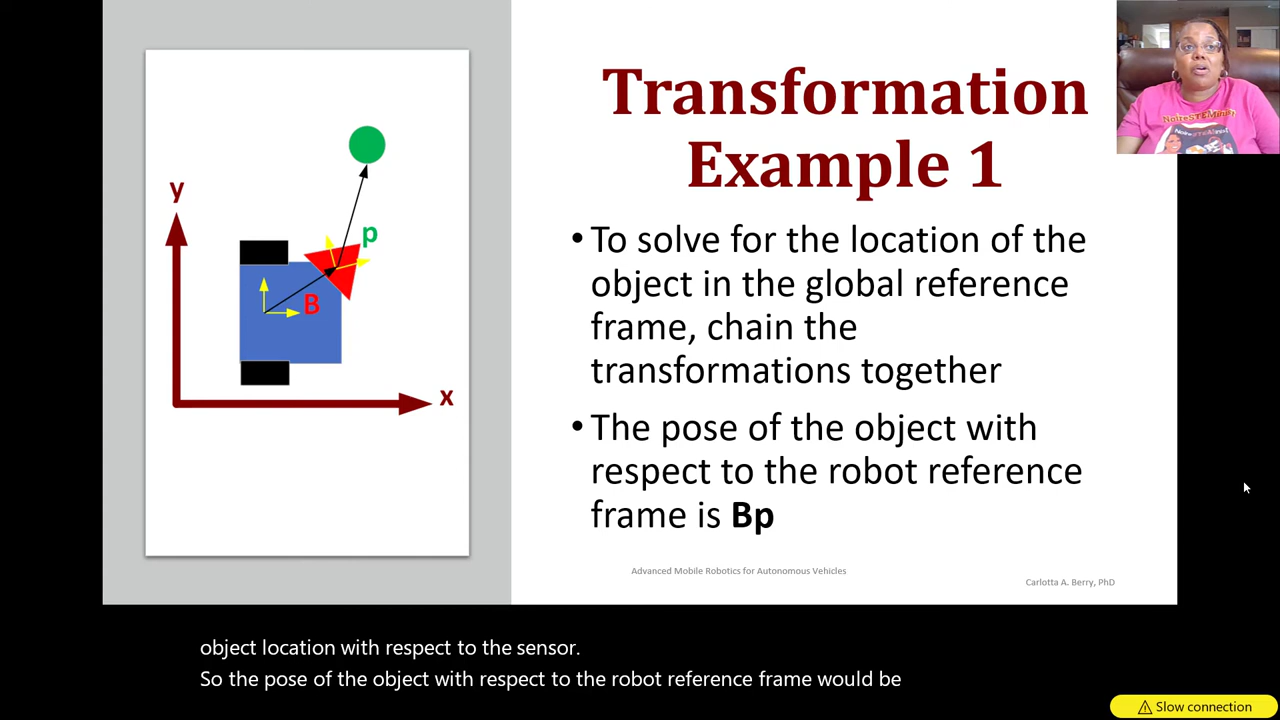 Transformation
Example 1
•To solve for the location of the
object in the global reference
frame, chain the
transformations together
•The pose of the object with
respect to the robot reference
frame is Bp
y
p
B
x
Advanced Mobile Robotics for Autonomous Vehicles
Carlotta A. Berry, PhD
object location with respect to the sensor.
So the pose of the object with respect to the robot reference frame would be
Slow connection